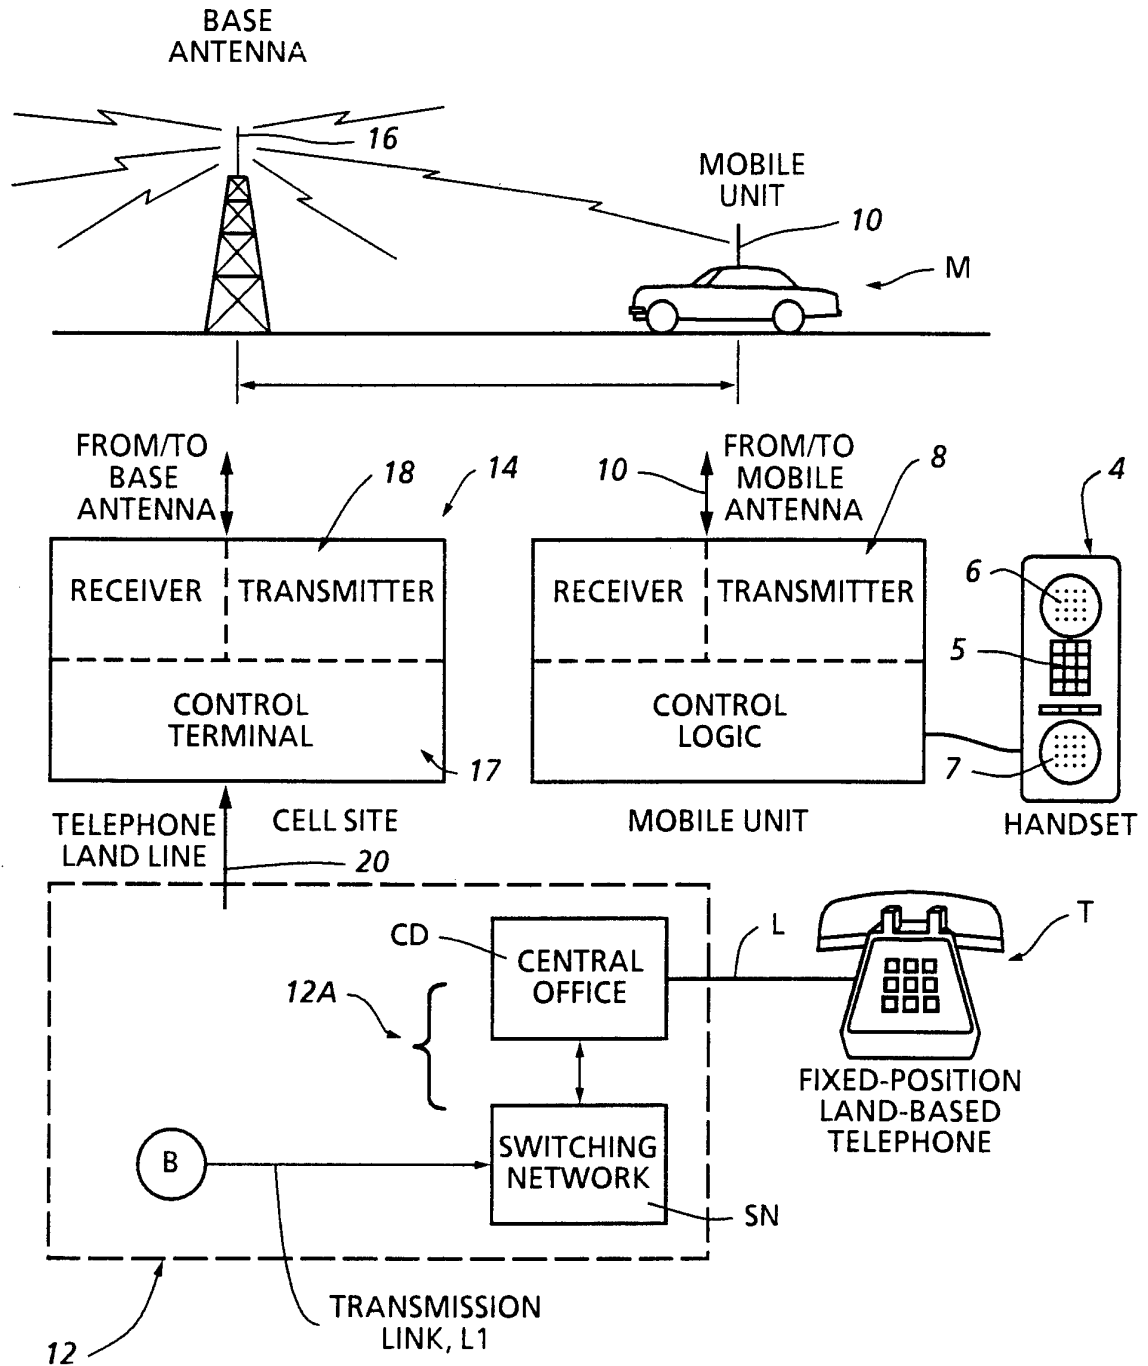 BASE
ANTENNA
16
MOBILE
UNIT
10
M
FROM/TO
BASE
ANTENNA
18
14
10
FROM/TO
MOBILE
ANTENNA
8
4
RECEIVER
TRANSMITTER
CONTROL
TERMINAL
17
RECEIVER
TRANSMITTER
CONTROL
LOGIC
6
5
7
TELEPHONE
LAND LINE
CELL SITE
20
MOBILE UNIT
HANDSET
CD
CENTRAL
OFFICE
L
T
12A
FIXED-POSITION
LAND-BASED
TELEPHONE
B
SWITCHING
NETWORK
SN
TRANSMISSION
LINK, L1
12